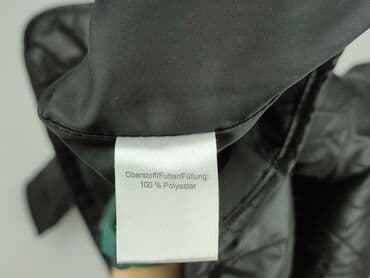 Oberstoff/Futter/Füllung:
100 % Polyester